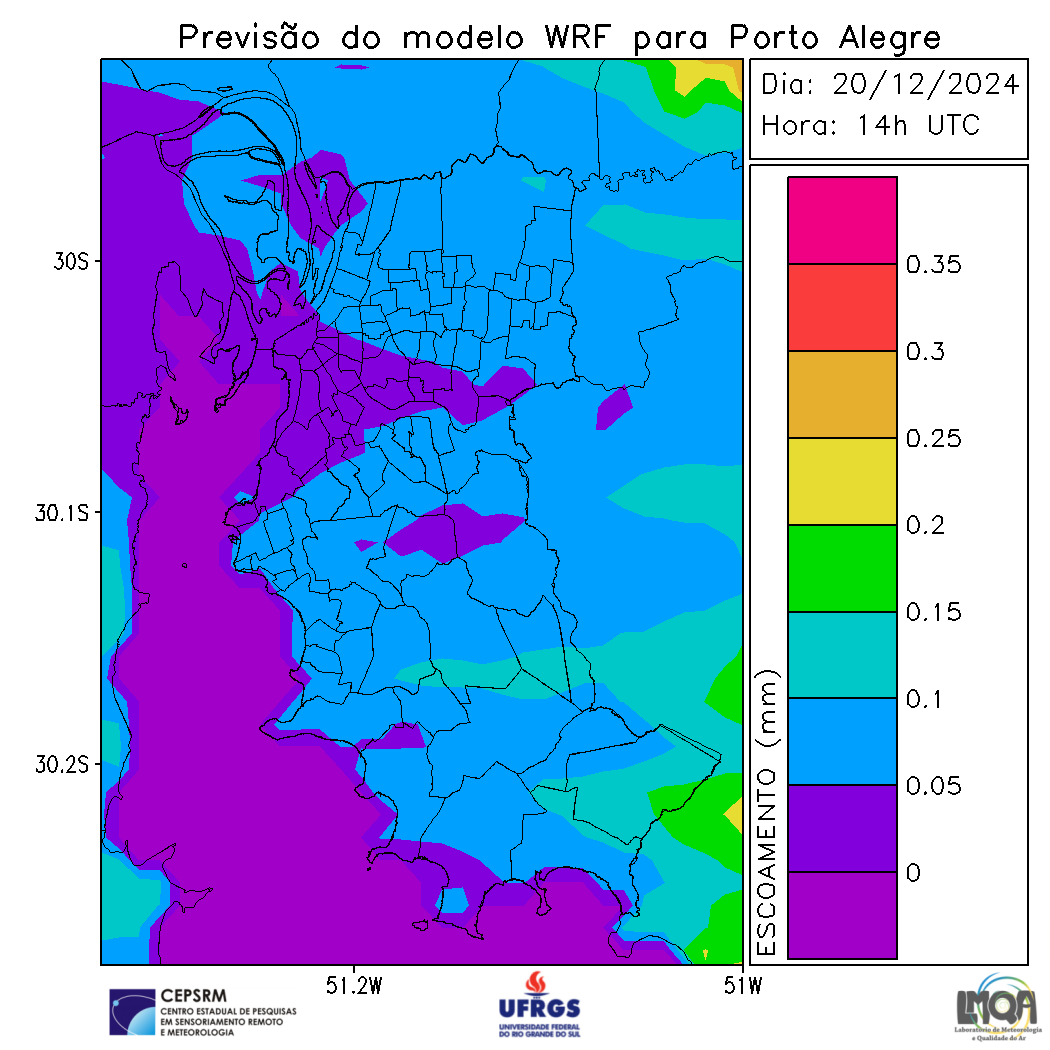 Previsão do modelo WRF para Porto Alegre
Dia: 20/12/2024
Hora: 14h UTC
30S
30.1S
30.2S
51.2W
51W
ESCOAMENTO (mm)
0.35
0.3
0.25
0.2
0.15
0.1
0.05
0
CEPSRM
CENTRO ESTADUAL DE PESQUISAS
EM SENSORIAMENTO REMOTO
E METEOROLOGIA
UFRGS
UNIVERSIDADE FEDERAL
DO RIO GRANDE DO SUL
LMQA
Laboratório de Meteorologia
e Qualidade do Ar